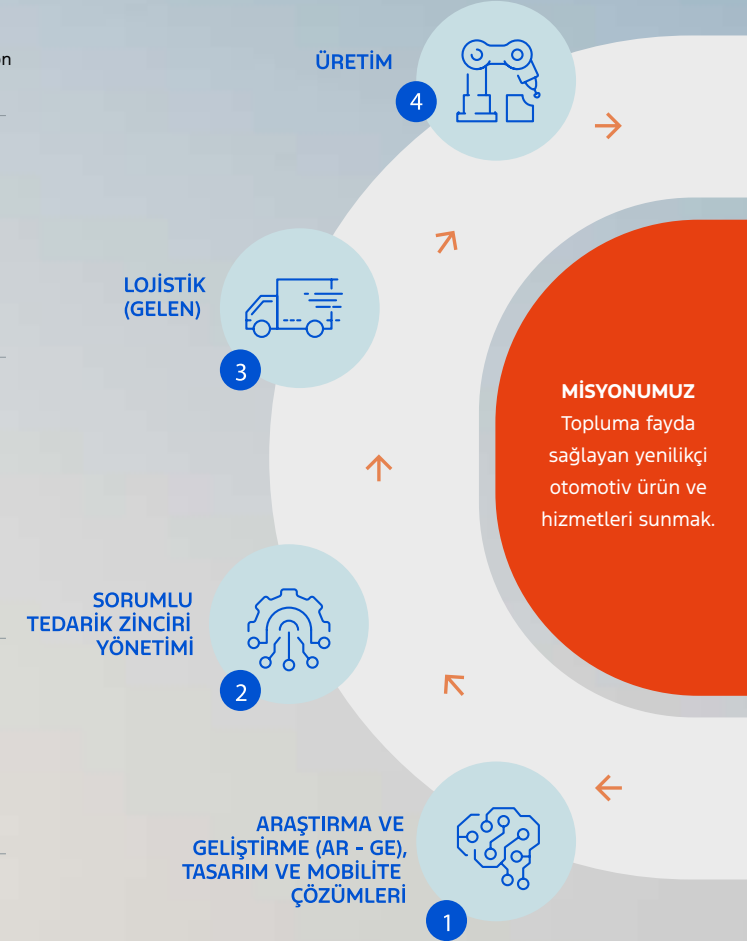 ÜRETİM
4
LOJİSTİK
(GELEN)
3
MİSYONUMUZ
Topluma fayda
sağlayan yenilikçi
otomotiv ürün ve
hizmetleri sunmak.
SORUMLU
TEDARİK ZİNCİRİ
YÖNETİMİ
2
ARAŞTIRMA VE
GELİŞTİRME (AR - GE),
TASARIM VE MOBİLİTE
ÇÖZÜMLERİ
1